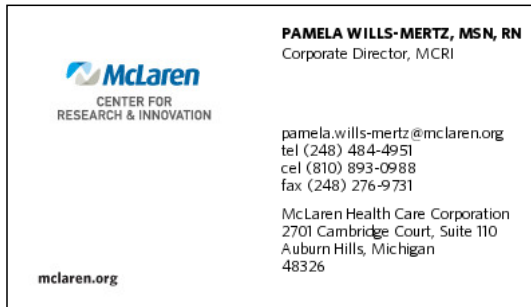 McLaren
CENTER FOR
RESEARCH & INNOVATION
mclaren.org
PAMELA WILLS-MERTZ, MSN, RN
Corporate Director, MCRI
pamela.wills-mertz@mclaren.org
tel (248) 484-4951
cel (810) 893-0988
fax (248) 276-9731
McLaren Health Care Corporation
2701 Cambridge Court, Suite 110
Auburn Hills, Michigan
48326